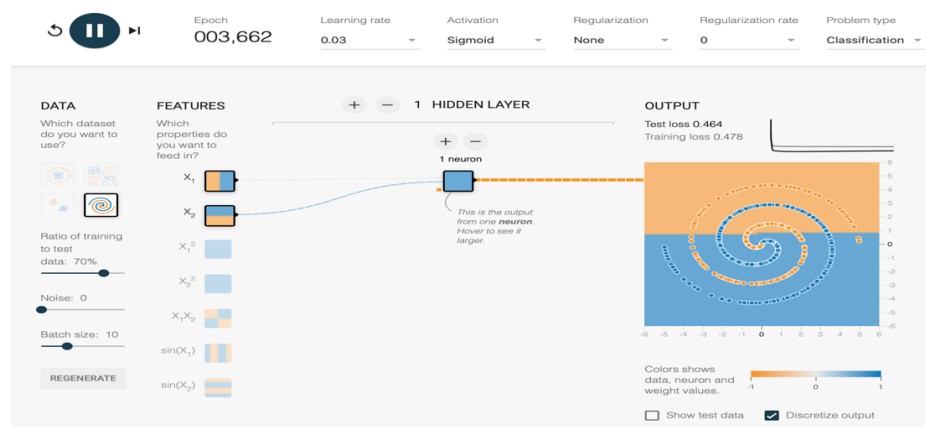 Epoch
003,662
Learning rate
0.03
Activation
Sigmoid
Regularization
None
Regularization rate
0
Problem type
Classification
DATA
Which dataset
do you want to
use?
Ratio of training
to test
data: 70%
Noise: 0
Batch size: 10
REGENERATE
FEATURES
Which
properties do
you want to
feed in?
X₁
X₂
X₁²
X₂²
X₁X₂
sin(X₁)
sin(X₂)
+ − 1 HIDDEN LAYER
+ −
1 neuron
This is the output
from one neuron.
Hover to see it
larger.
OUTPUT
Test loss 0.464
Training loss 0.478
6
5
4
3
2
1
0
-1
-2
-3
-4
-5
-6
-6 -5 -4 -3 -2 -1 0 1 2 3 4 5 6
Colors shows
data, neuron and
weight values.
-1 0 1
Show test data
Discretize output